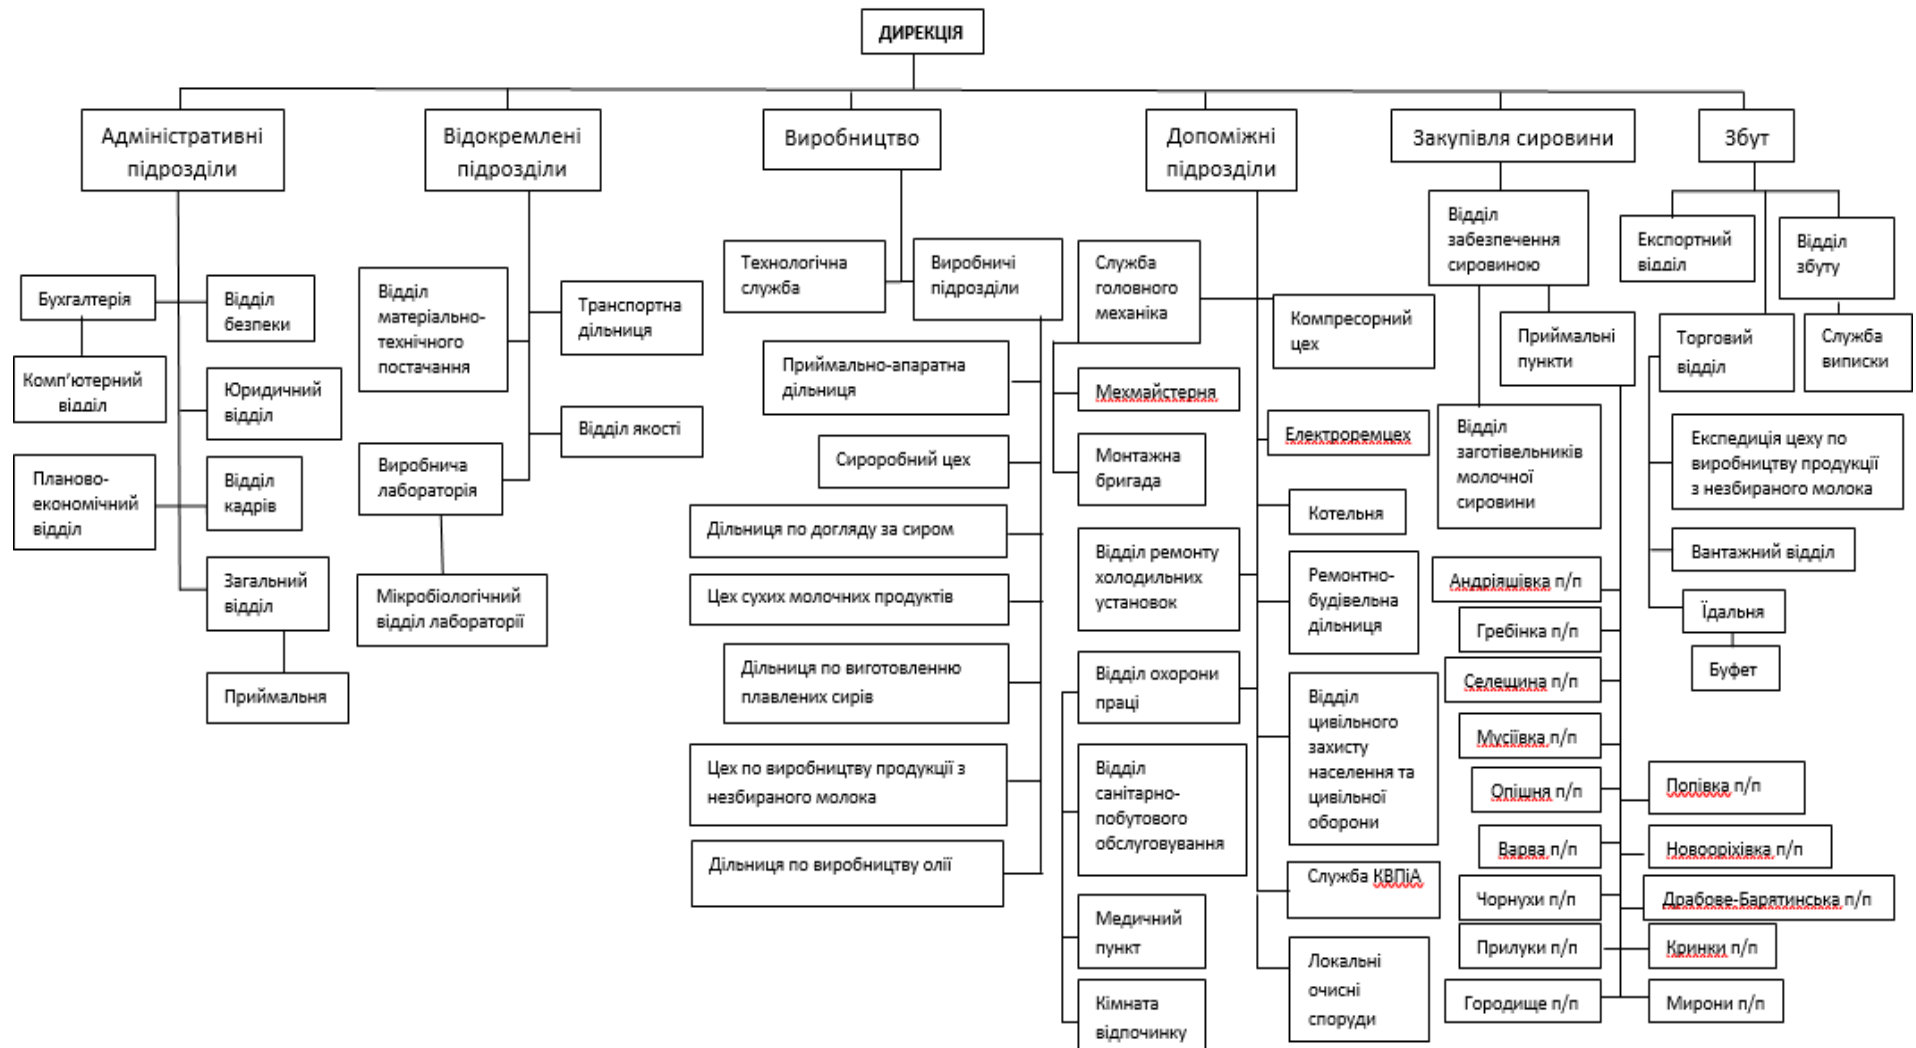 ДИРЕКЦІЯ
Адміністративні
підрозділи
Відокремлені
підрозділи
Виробництво
Допоміжні
підрозділи
Закупівля сировини
Збут
Бухгалтерія
Відділ
безпеки
Комп’ютерний
відділ
Юридичний
відділ
Планово-
економічний
відділ
Відділ
кадрів
Загальний
відділ
Приймальня
Відділ
матеріально-
технічного
постачання
Транспортна
дільниця
Відділ якості
Виробнича
лабораторія
Мікробіологічний
відділ лабораторії
Технологічна
служба
Виробничі
підрозділи
Приймально-апаратна
дільниця
Сироробний цех
Дільниця по догляду за сиром
Цех сухих молочних продуктів
Дільниця по виготовленню
плавлених сирів
Цех по виробництву продукції з
незбираного молока
Дільниця по виробництву олії
Служба
головного
механіка
Мехмайстерня
Монтажна
бригада
Відділ ремонту
холодильних
установок
Відділ охорони
праці
Відділ
санітарно-
побутового
обслуговування
Медичний
пункт
Кімната
відпочинку
Компресорний
цех
Електроремцех
Котельня
Ремонтно-
будівельна
дільниця
Відділ
цивільного
захисту
населення та
цивільної
оборони
Служба КВПіА
Локальні
очисні
споруди
Відділ
забезпечення
сировиною
Приймальні
пункти
Відділ
заготівельників
молочної
сировини
Андріяшівка п/п
Гребінка п/п
Селещина п/п
Мусіївка п/п
Опішня п/п
Варва п/п
Чорнухи п/п
Прилуки п/п
Городище п/п
Попівка п/п
Новооріхівка п/п
Драбове-Барятинська п/п
Кринки п/п
Мирони п/п
Експортний
відділ
Відділ
збуту
Торговий
відділ
Служба
виписки
Експедиція цеху по
виробництву продукції
з незбираного молока
Вантажний відділ
Їдальня
Буфет